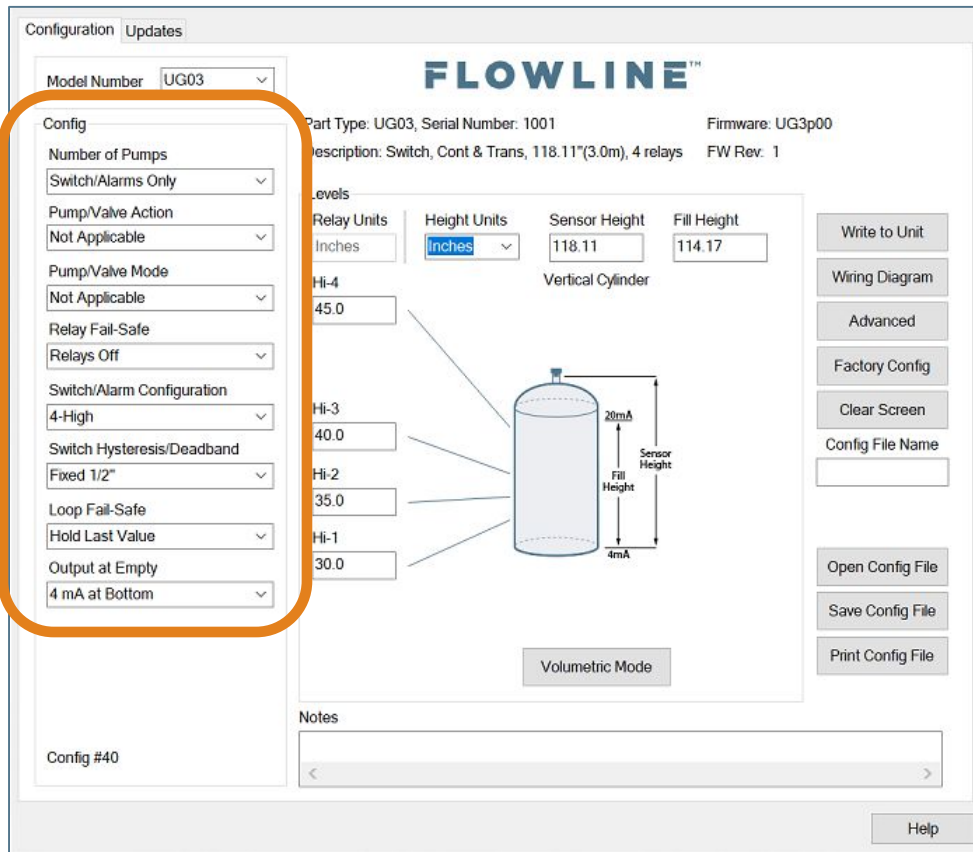 Configuration Updates
Model Number UG03
FLOWLINE™
Config
Number of Pumps
Switch/Alarms Only
Pump/Valve Action
Not Applicable
Pump/Valve Mode
Not Applicable
Relay Fail-Safe
Relays Off
Switch/Alarm Configuration
4-High
Switch Hysteresis/Deadband
Fixed 1/2"
Loop Fail-Safe
Hold Last Value
Output at Empty
4 mA at Bottom
Config #40
Part Type: UG03, Serial Number: 1001 Firmware: UG3p00
Description: Switch, Cont & Trans, 118.11"(3.0m), 4 relays FW Rev: 1
Levels
Relay Units Height Units Sensor Height Fill Height
Inches Inches 118.11 114.17
Vertical Cylinder
Hi-4
45.0
Hi-3
40.0
Hi-2
35.0
Hi-1
30.0
20mA
Sensor
Height
Fill
Height
4mA
Volumetric Mode
Write to Unit
Wiring Diagram
Advanced
Factory Config
Clear Screen
Config File Name
Open Config File
Save Config File
Print Config File
Notes
Help